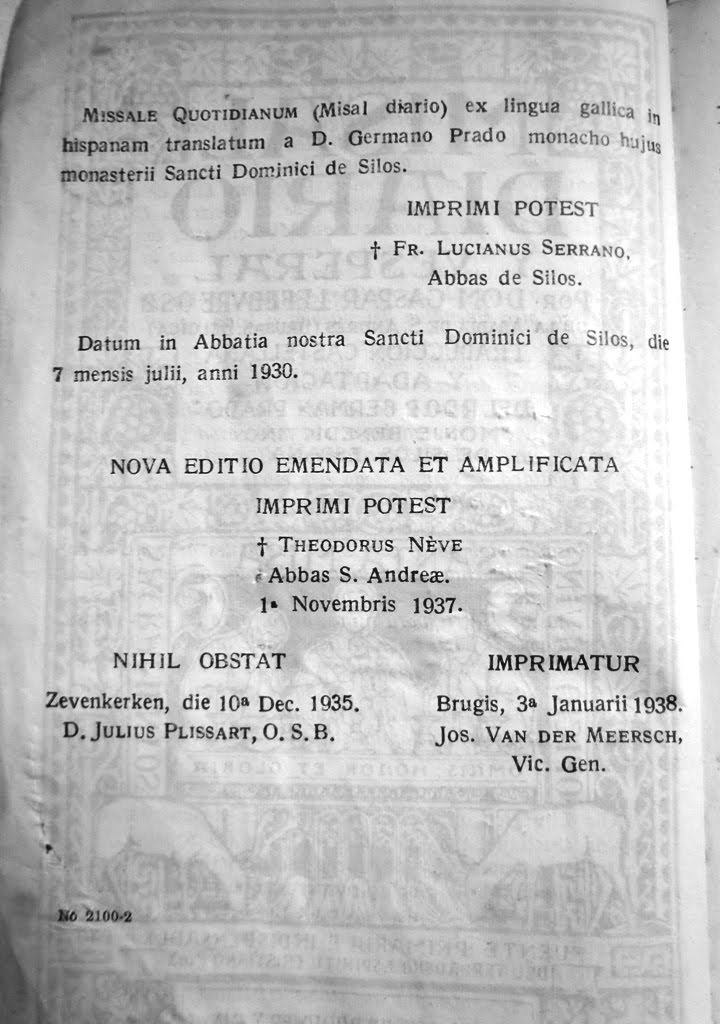 Missale Quotidianum (Misal diario) ex lingua gallica in
hispanam translatum a D. Germano Prado monacho hujus
monasterii Sancti Dominici de Silos.
IMPRIMI POTEST
† Fr. Lucianus Serrano,
Abbas de Silos.
Datum in Abbatia nostra Sancti Dominici de Silos, die
7 mensis julii, anni 1930.
NOVA EDITIO EMENDATA ET AMPLIFICATA
IMPRIMI POTEST
† Theodorus Nève
Abbas S. Andreæ.
1ª Novembris 1937.
NIHIL OBSTAT
Zevenkerken, die 10ª Dec. 1935.
D. Julius Plissart, O. S. B.
IMPRIMATUR
Brugis, 3ª Januarii 1938.
Jos. Van der Meersch,
Vic. Gen.
No 2100-2